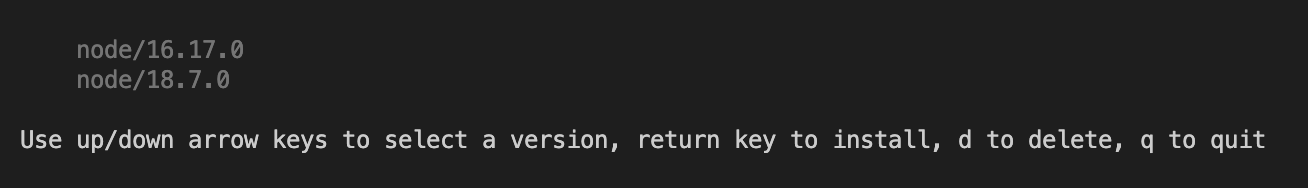 node/16.17.0
node/18.7.0
Use up/down arrow keys to select a version, return key to install, d to delete, q to quit